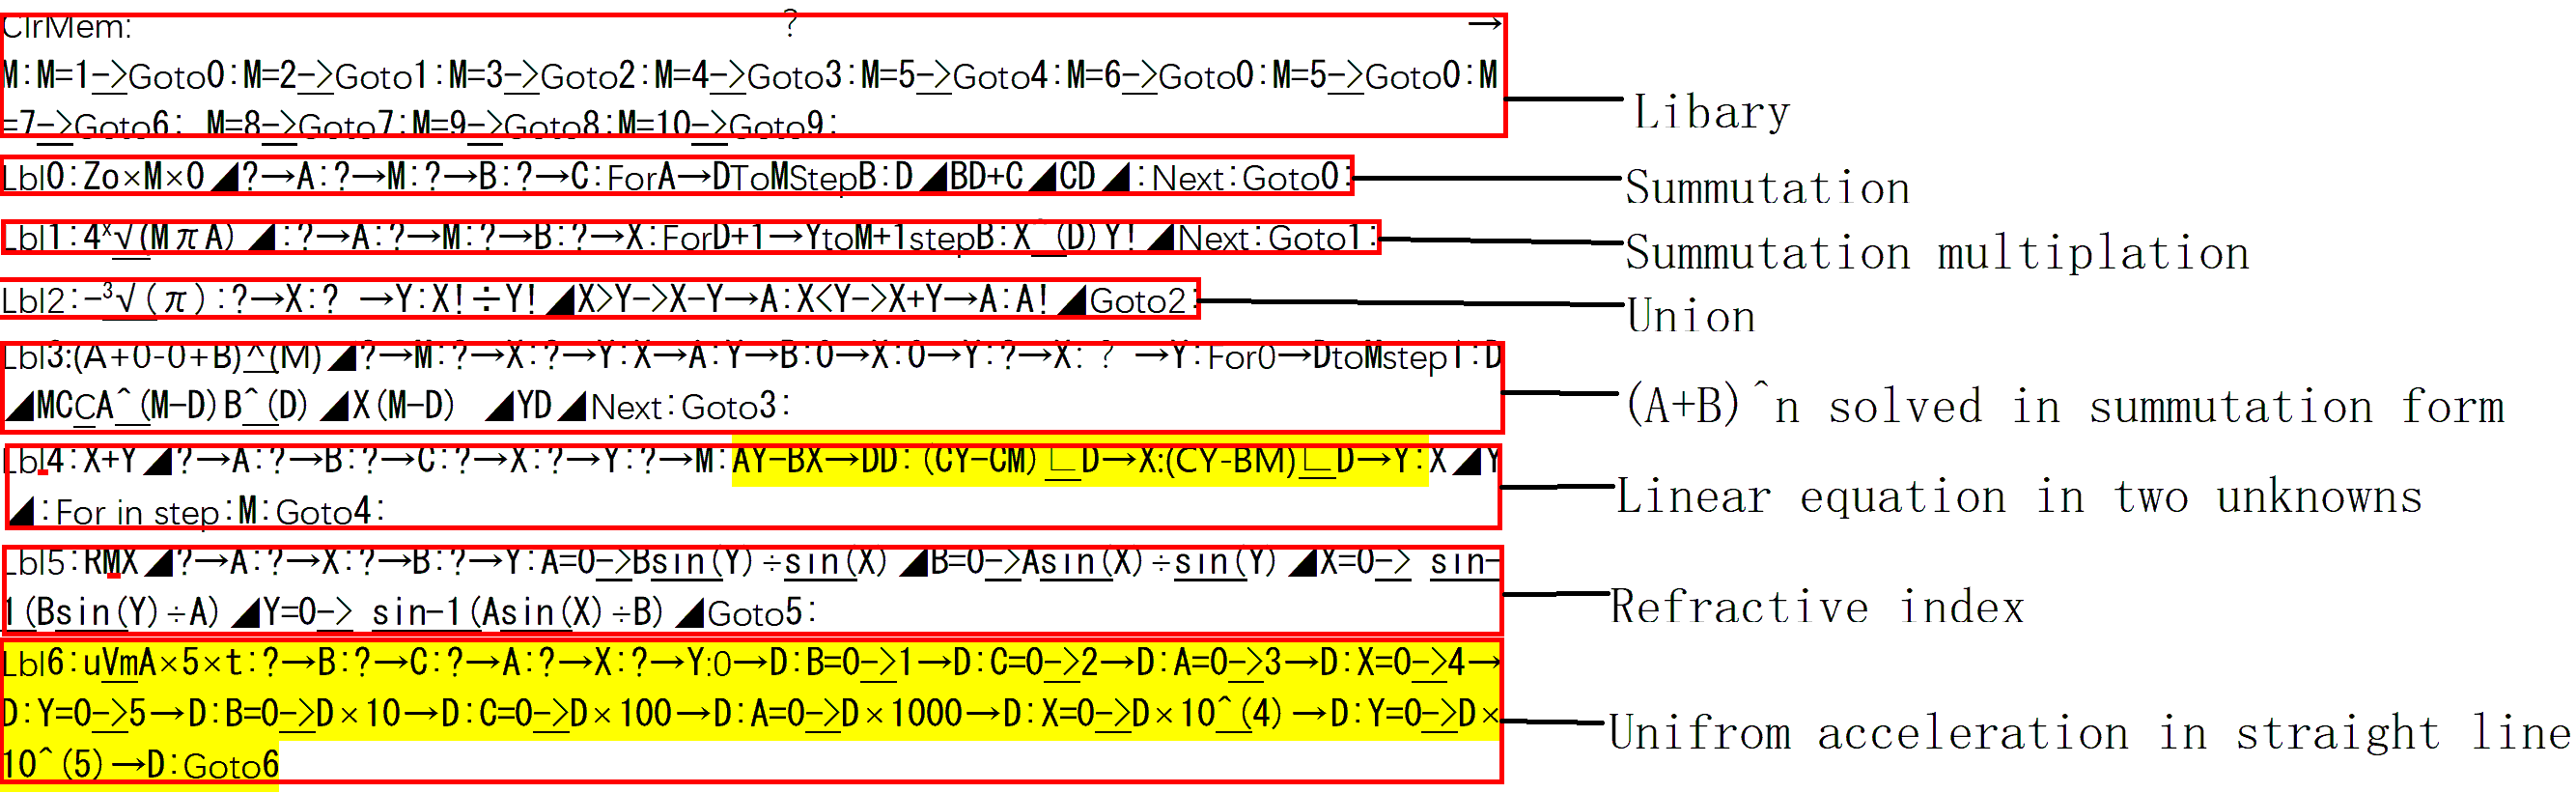 ClrMem: ? →
M:M=1->Goto0:M=2->Goto1:M=3->Goto2:M=4->Goto3:M=5->Goto4:M=6->Goto0:M=5->Goto0:M
=7->Goto6: M=8->Goto7:M=9->Goto8:M=10->Goto9:
Libary
Lbl0:Zo×M×0◢?→A:?→M:?→B:?→C:ForA→DToMStepB:D◢BD+C◢CD◢:Next:Goto0:
Summutation
Lbl1:4ˣ√(MπA)◢:?→A:?→M:?→B:?→X:ForD+1→YtoM+1stepB:X^(D)Y!◢Next:Goto1:
Summutation multiplation
Lbl2:-³√(π):?→X:? →Y:X!÷Y!◢X>Y->X-Y→A:X<Y->X+Y→A:A!◢Goto2:
Union
Lbl3:(A+0-0+B)^(M)◢?→M:?→X:?→Y:X→A:Y→B:0→X:0→Y:?→X:? →Y:For0→DtoMstep1:D
◢MCCA^(M-D)B^(D)◢X(M-D) ◢YD◢Next:Goto3:
(A+B)^n solved in summutation form
Lbl4:X+Y◢?→A:?→B:?→C:?→X:?→Y:?→M:AY-BX→DD:(CY-CM)∟D→X:(CY-BM)∟D→Y:X◢Y
◢:For in step:M:Goto4:
Linear equation in two unknowns
Lbl5:RMX◢?→A:?→X:?→B:?→Y:A=0->Bsin(Y)÷sin(X)◢B=0->Asin(X)÷sin(Y)◢X=0-> sin-
1(Bsin(Y)÷A)◢Y=0-> sin-1(Asin(X)÷B)◢Goto5:
Refractive index
Lbl6:uVmA×5×t:?→B:?→C:?→A:?→X:?→Y:0→D:B=0->1→D:C=0->2→D:A=0->3→D:X=0->4→
D:Y=0->5→D:B=0->D×10→D:C=0->D×100→D:A=0->D×1000→D:X=0->D×10^(4)→D:Y=0->D×
10^(5)→D:Goto6
Unifrom acceleration in straight line